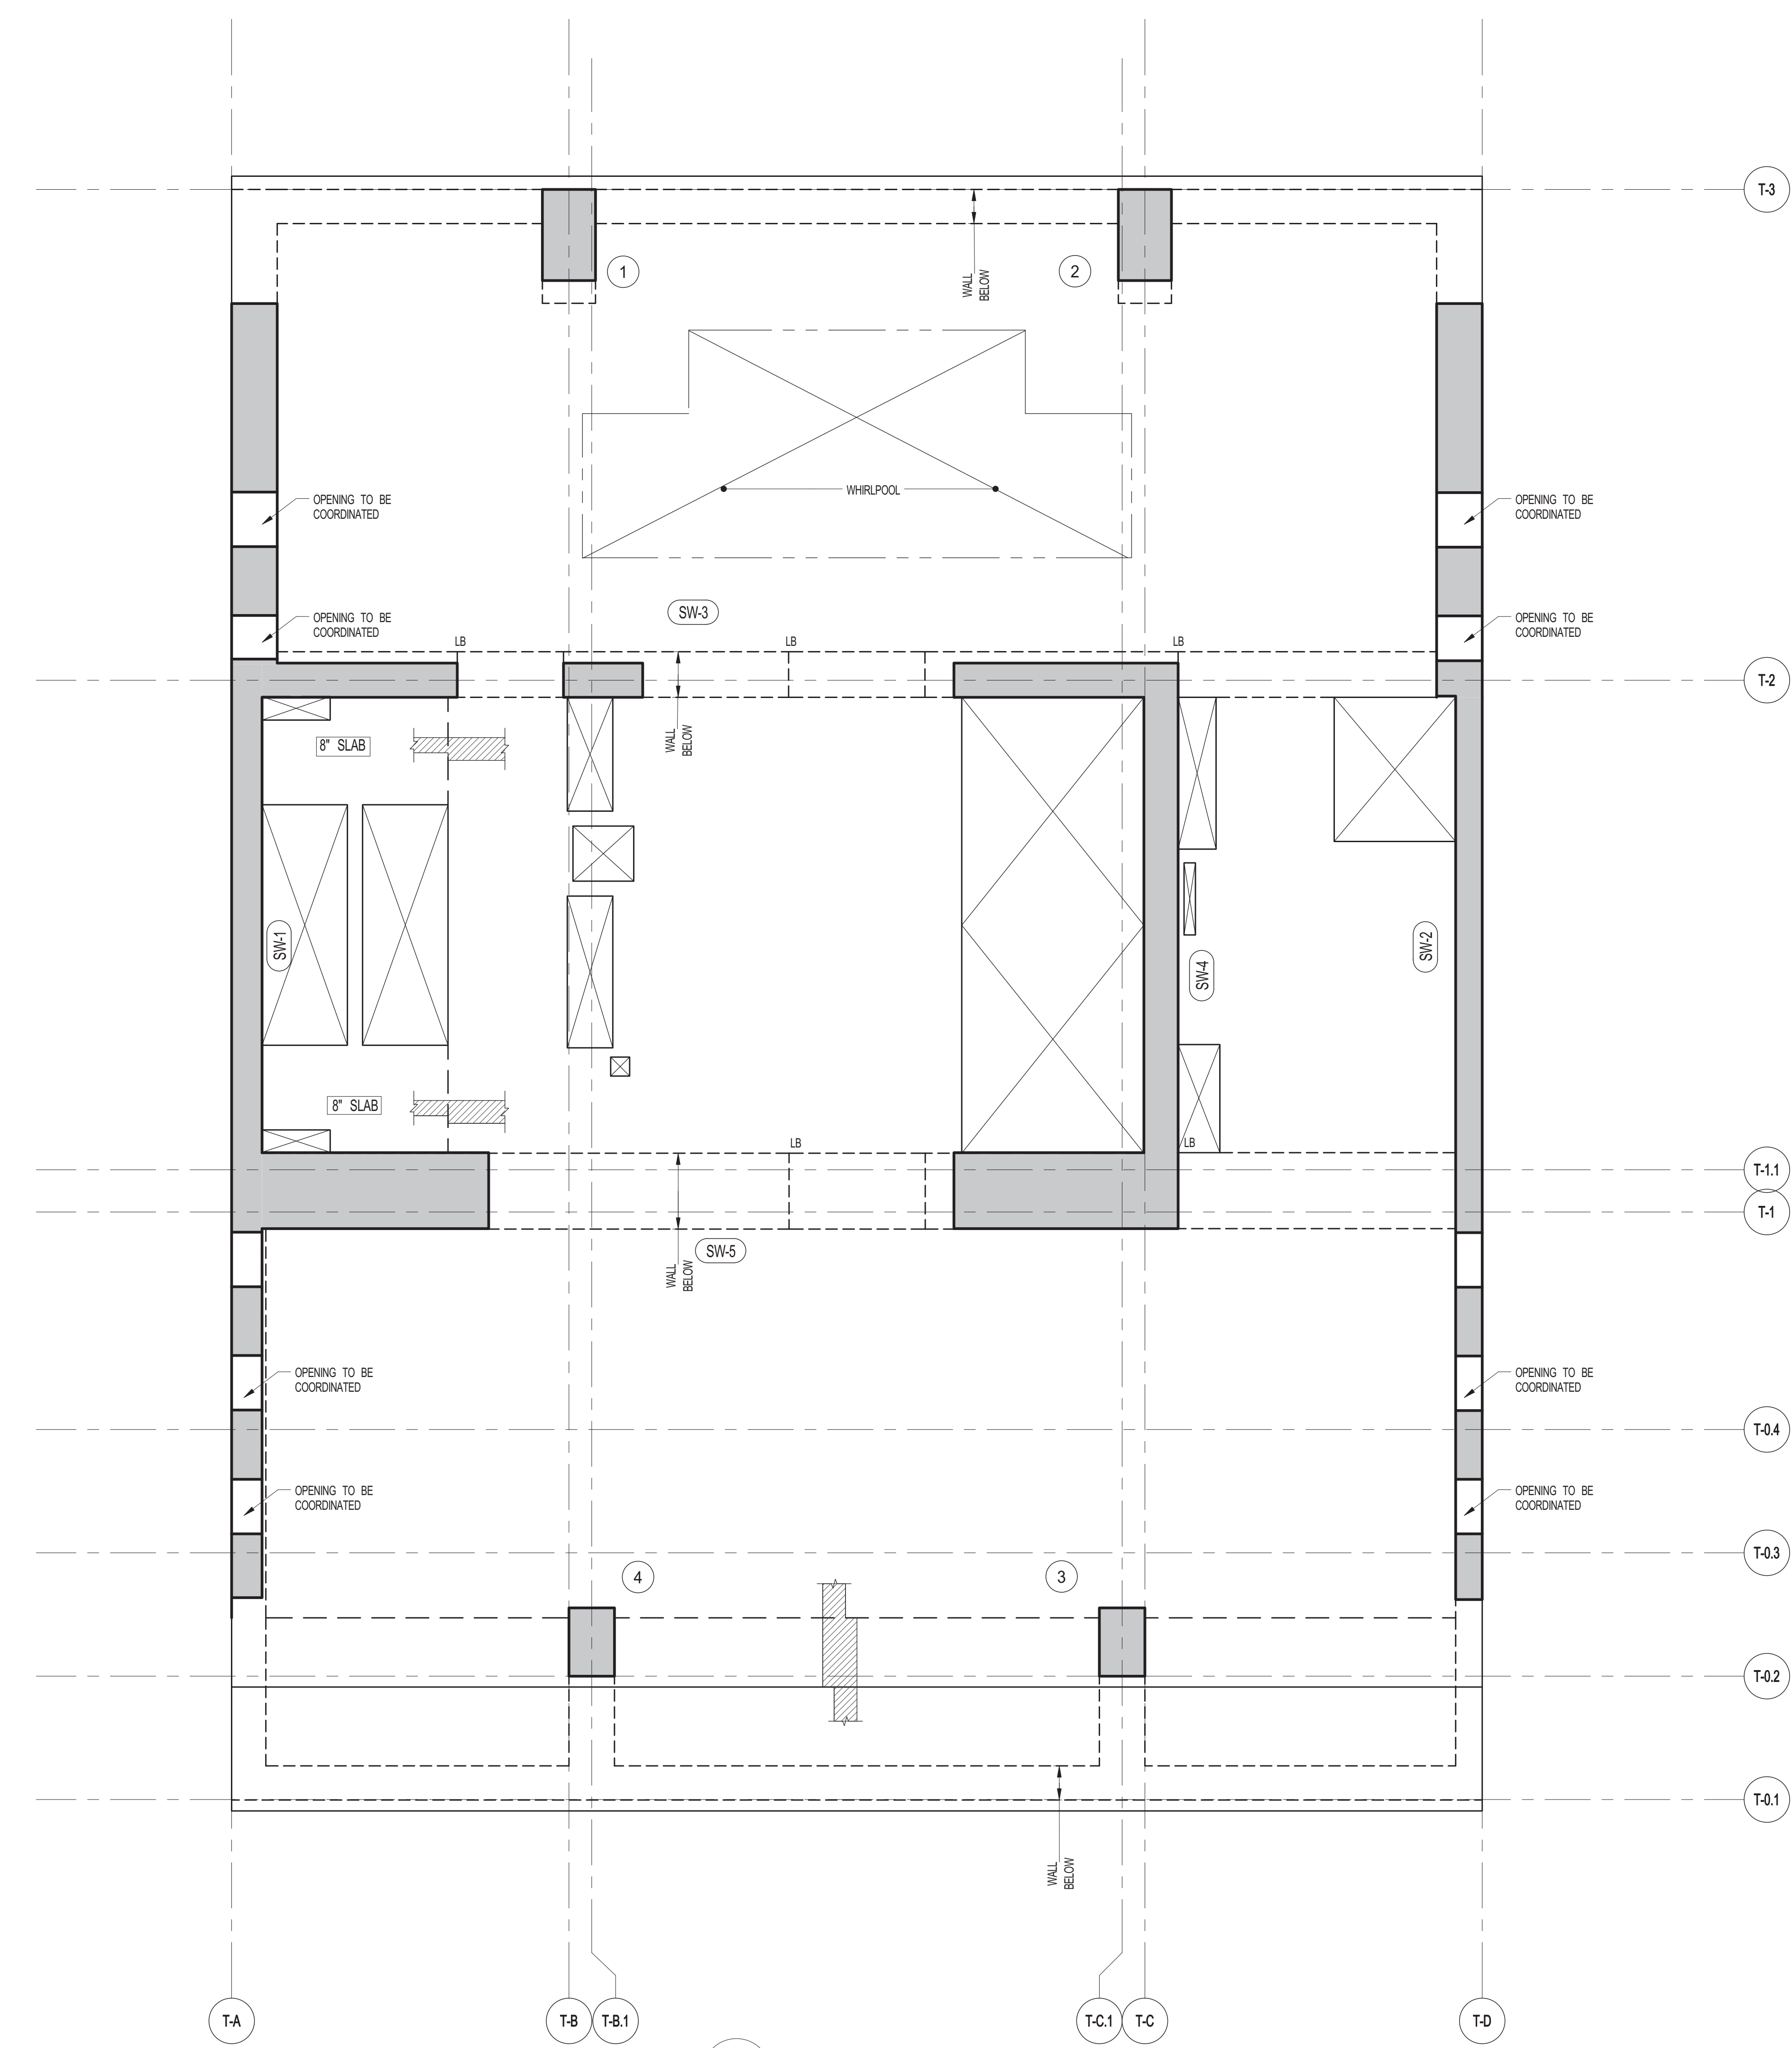 T-3
1
2
WALL
BELOW
OPENING TO BE
COORDINATED
WHIRLPOOL
OPENING TO BE
COORDINATED
OPENING TO BE
COORDINATED
SW-3
OPENING TO BE
COORDINATED
LB
LB
LB
T-2
8" SLAB
WALL
BELOW
SW-1
SW-4
SW-2
8" SLAB
LB
LB
T-1.1
T-1
SW-5
WALL
BELOW
OPENING TO BE
COORDINATED
OPENING TO BE
COORDINATED
T-0.4
OPENING TO BE
COORDINATED
OPENING TO BE
COORDINATED
T-0.3
4
3
T-0.2
T-0.1
WALL
BELOW
T-A
T-B
T-B.1
T-C.1
T-C
T-D